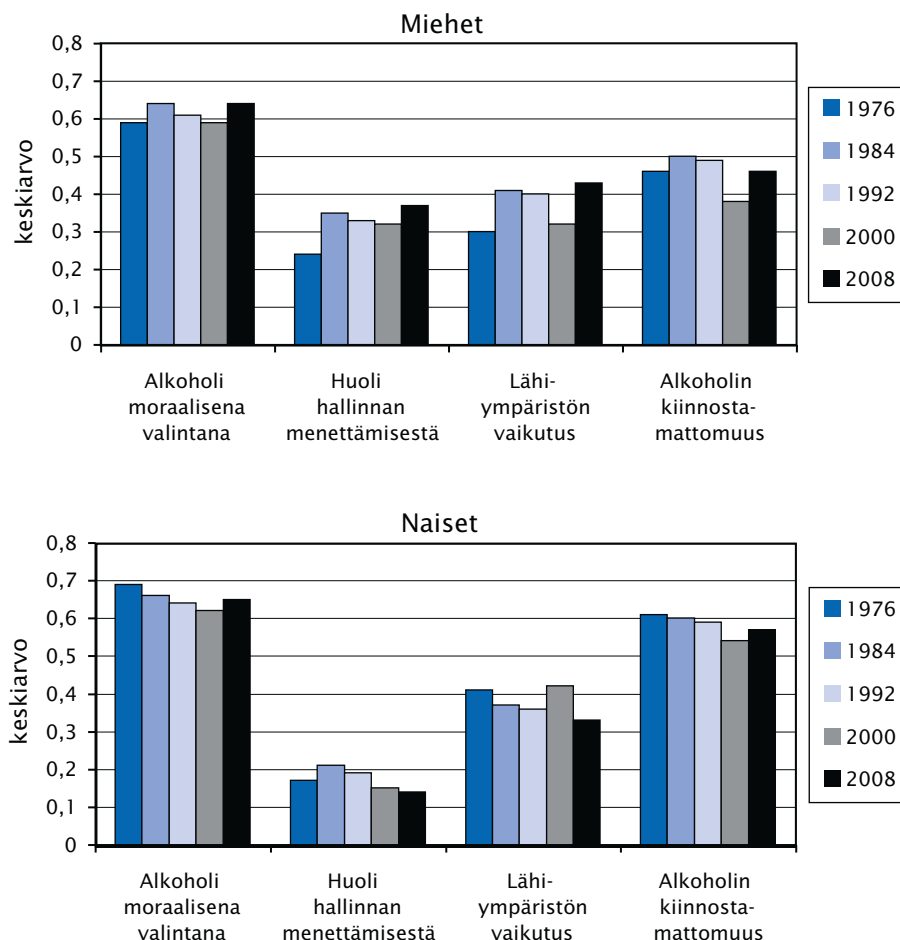 Miehet
0,8
0,7
0,6
0,5
0,4
0,3
0,2
0,1
0
keskiarvo
1976
1984
1992
2000
2008
Alkoholi
moraalisena
valintana
Huoli
hallinnan
menettämisestä
Lähi-
ympäristön
vaikutus
Alkoholin
kiinnosta-
mattomuus
Naiset
0,8
0,7
0,6
0,5
0,4
0,3
0,2
0,1
0
keskiarvo
1976
1984
1992
2000
2008
Alkoholi
moraalisena
valintana
Huoli
hallinnan
menettämisestä
Lähi-
ympäristön
vaikutus
Alkoholin
kiinnosta-
mattomuus